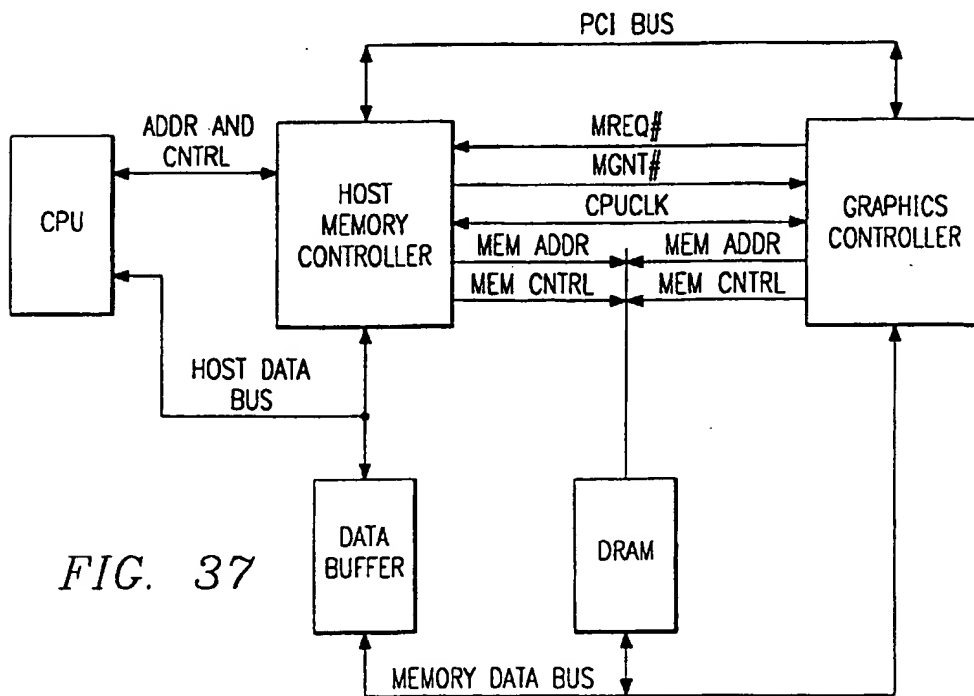 PCI BUS
ADDR AND
CNTRL
MREQ#
MGNT#
CPUCLK
CPU
HOST
MEMORY
CONTROLLER
GRAPHICS
CONTROLLER
MEM ADDR
MEM ADDR
MEM CNTRL
MEM CNTRL
HOST DATA
BUS
DATA
BUFFER
DRAM
FIG. 37
MEMORY DATA BUS